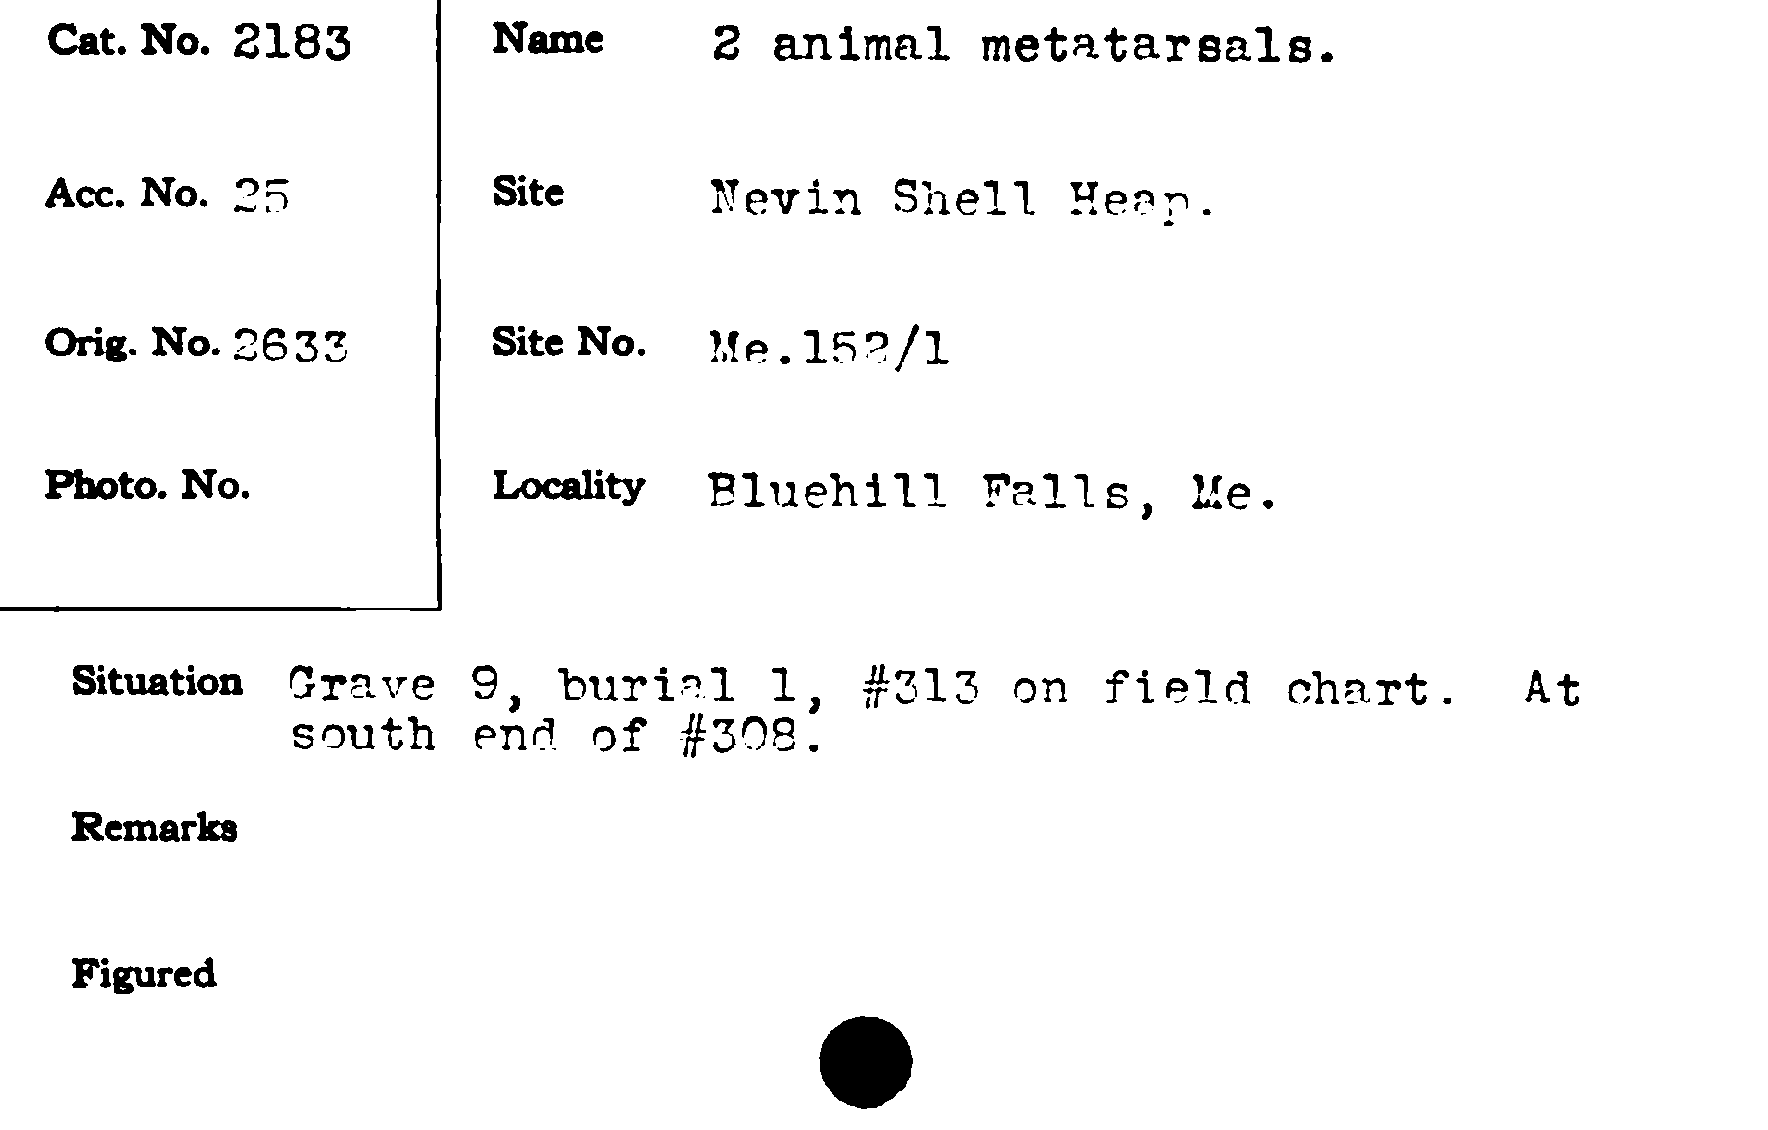 Cat. No. 2183
Name 2 animal metatarsals.
Acc. No. 25
Site Nevin Shell Heap.
Orig. No. 2633
Site No. Me.152/1
Photo. No.
Locality Bluehill Falls, Me.
Situation Grave 9, burial 1, #313 on field chart. At
south end of #308.
Remarks
Figured